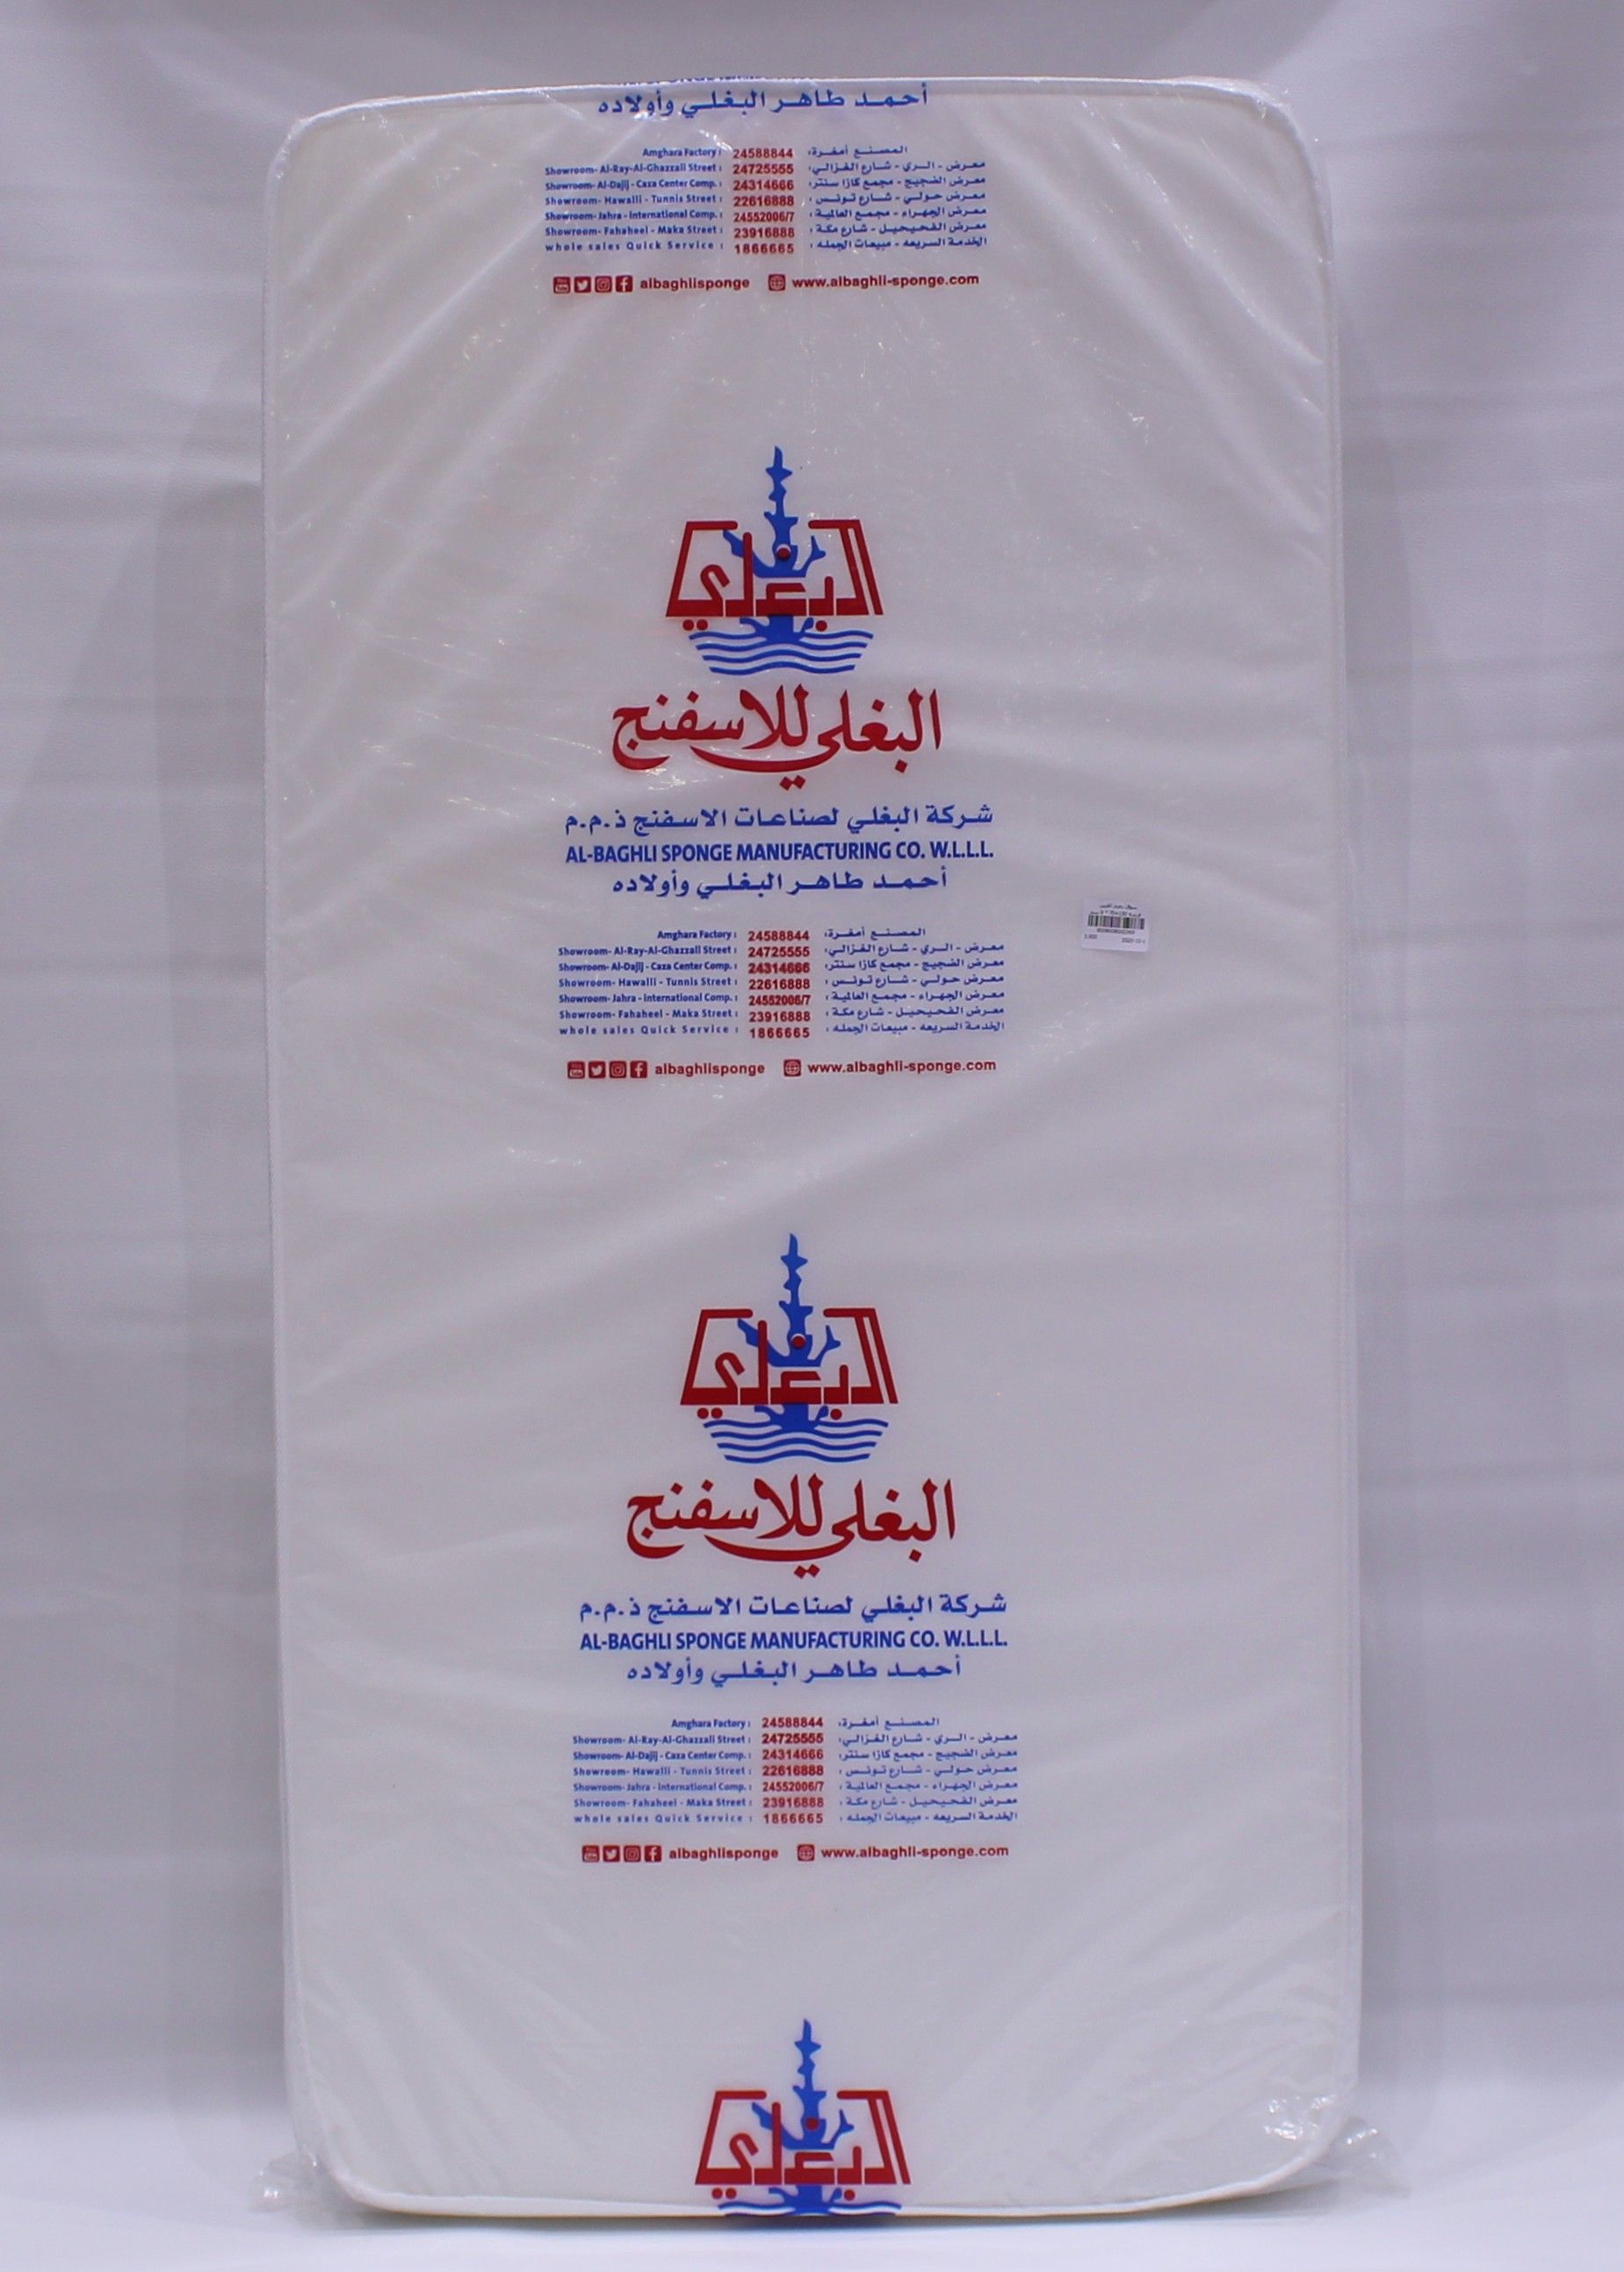 أحمد طاهر البغلي وأولاده
Amghara Factory : 24588844 المصنع أمغرة:
Showroom- Al-Ray-Al-Ghazzali Street : 24725555 معرض - الري - شارع الغزالي:
Showroom- Al-Dajij - Caza Center Comp. : 24314666 معرض الضجيج - مجمع كازا سنتر:
Showroom- Hawalli - Tunnis Street : 22616888 معرض حولي - شارع تونس :
Showroom- Jahra - International Comp. : 24552006/7 معرض الجهراء - مجمع العالمية :
Showroom- Fahaheel - Maka Street : 23916888 معرض الفحيحيل - شارع مكة :
whole sales Quick Service : 1866665 الخدمة السريعه - مبيعات الجمله :
albaghlisponge www.albaghli-sponge.com
البغلي
البغلي للاسفنج
شركة البغلي لصناعات الاسفنج ذ.م.م
AL-BAGHLI SPONGE MANUFACTURING CO. W.L.L.L.
أحمد طاهر البغلي وأولاده
Amghara Factory : 24588844 المصنع أمغرة:
Showroom- Al-Ray-Al-Ghazzali Street : 24725555 معرض - الري - شارع الغزالي:
Showroom- Al-Dajij - Caza Center Comp. : 24314666 معرض الضجيج - مجمع كازا سنتر:
Showroom- Hawalli - Tunnis Street : 22616888 معرض حولي - شارع تونس :
Showroom- Jahra - International Comp. : 24552006/7 معرض الجهراء - مجمع العالمية :
Showroom- Fahaheel - Maka Street : 23916888 معرض الفحيحيل - شارع مكة :
whole sales Quick Service : 1866665 الخدمة السريعه - مبيعات الجمله :
albaghlisponge www.albaghli-sponge.com
البغلي
البغلي للاسفنج
شركة البغلي لصناعات الاسفنج ذ.م.م
AL-BAGHLI SPONGE MANUFACTURING CO. W.L.L.L.
أحمد طاهر البغلي وأولاده
Amghara Factory : 24588844 المصنع أمغرة:
Showroom- Al-Ray-Al-Ghazzali Street : 24725555 معرض - الري - شارع الغزالي:
Showroom- Al-Dajij - Caza Center Comp. : 24314666 معرض الضجيج - مجمع كازا سنتر:
Showroom- Hawalli - Tunnis Street : 22616888 معرض حولي - شارع تونس :
Showroom- Jahra - International Comp. : 24552006/7 معرض الجهراء - مجمع العالمية :
Showroom- Fahaheel - Maka Street : 23916888 معرض الفحيحيل - شارع مكة :
whole sales Quick Service : 1866665 الخدمة السريعه - مبيعات الجمله :
albaghlisponge www.albaghli-sponge.com
البغلي